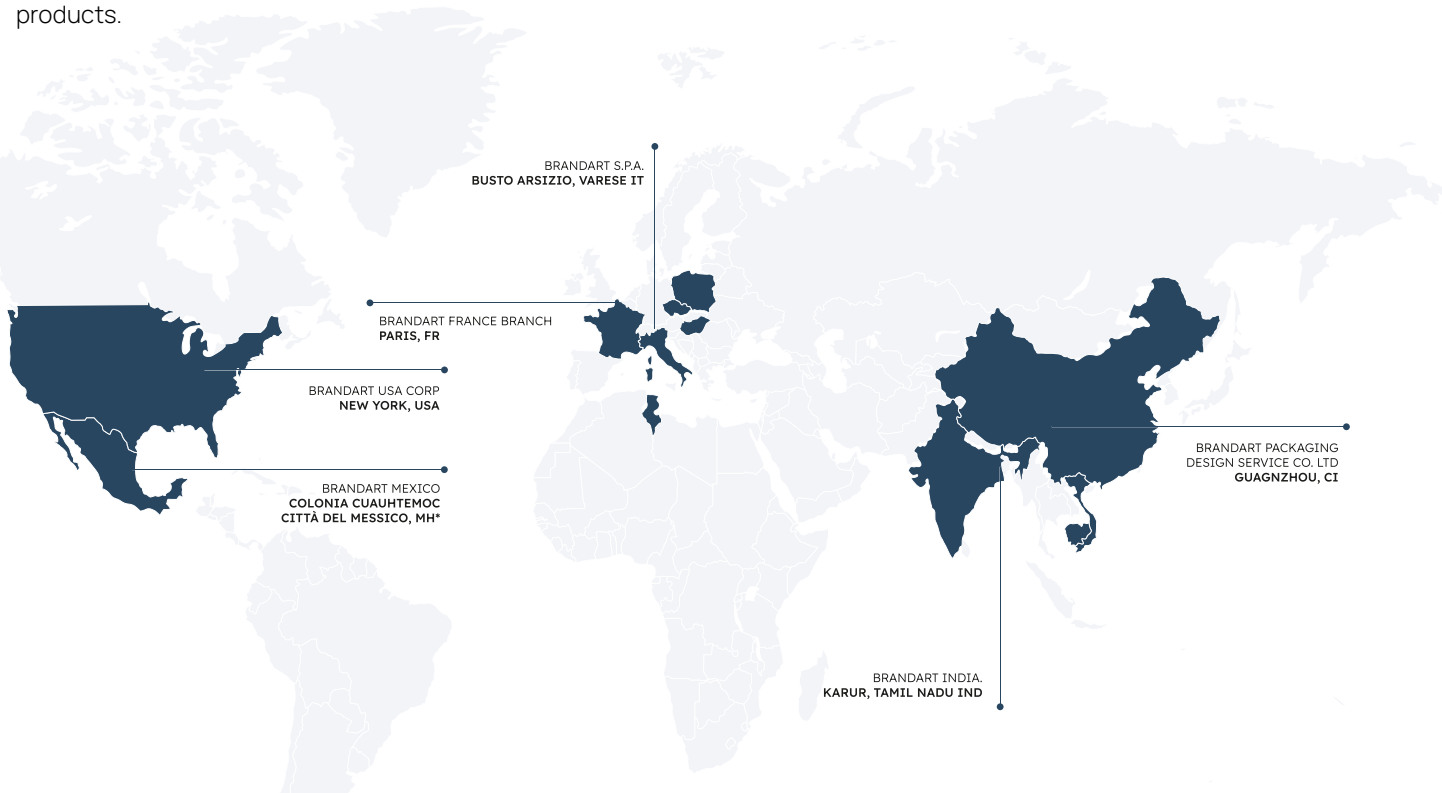 products.
BRANDART S.P.A.
BUSTO ARSIZIO, VARESE IT
BRANDART FRANCE BRANCH
PARIS, FR
BRANDART USA CORP
NEW YORK, USA
BRANDART PACKAGING
DESIGN SERVICE CO. LTD
GUAGNZHOU, CI
BRANDART MEXICO
COLONIA CUAUHTEMOC
CITTÀ DEL MESSICO, MH*
BRANDART INDIA.
KARUR, TAMIL NADU IND